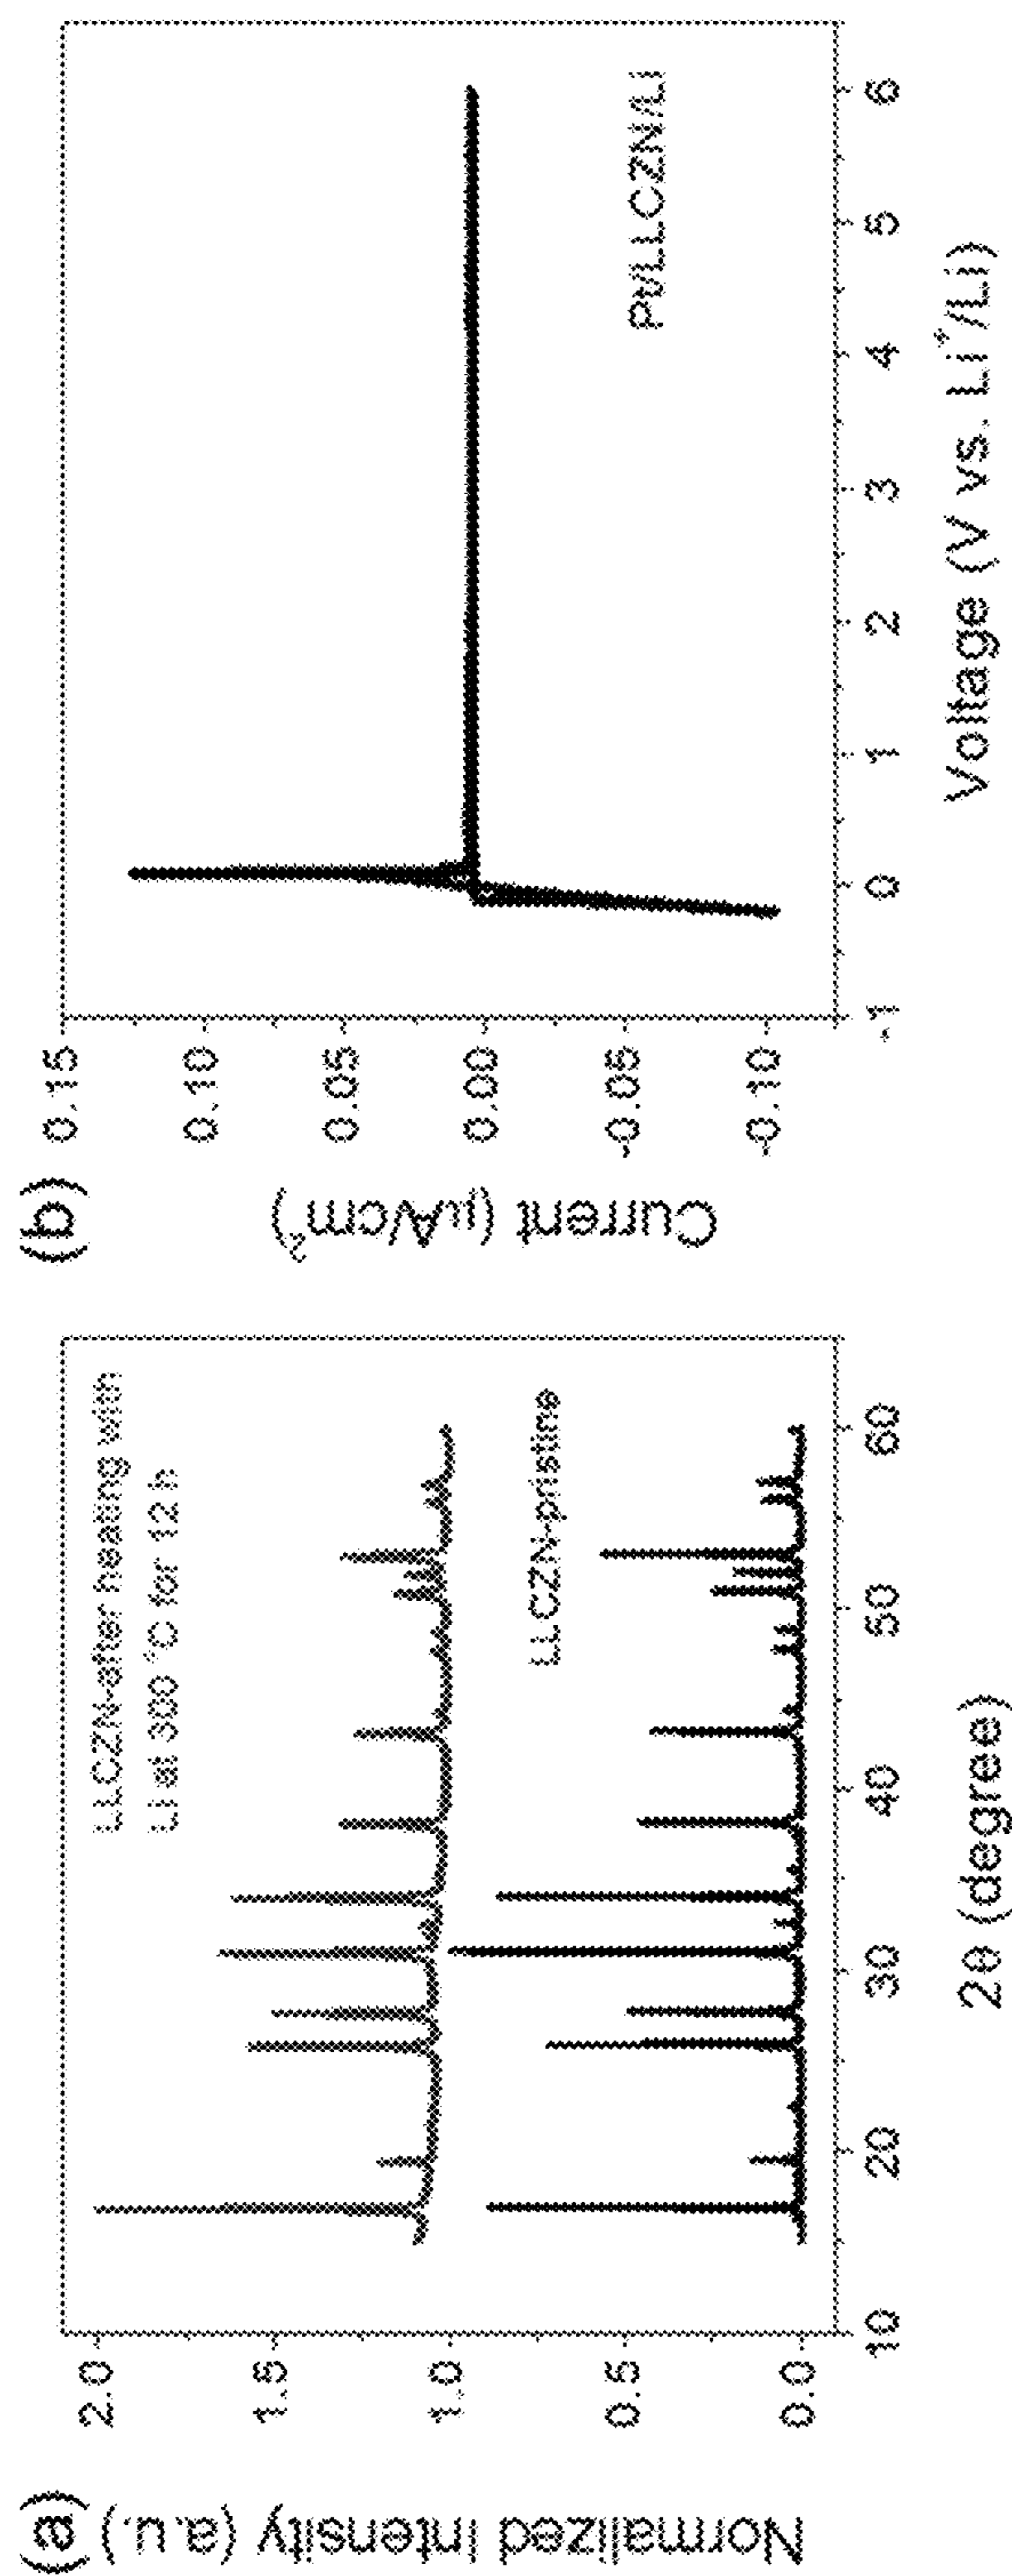 (a)
Normalized intensity (a.u.)
2.0
1.5
1.0
0.5
0.0
LLCZN-after heating with
Li at 300 °C for 12 h
LLCZN-pristine
10 20 30 40 50 60
2θ (degree)
(b)
Current (μA/cm²)
0.15
0.10
0.05
0.00
-0.05
-0.10
Pt/LLCZN/Li
-1 0 1 2 3 4 5 6
Voltage (V vs. Li⁺/Li)